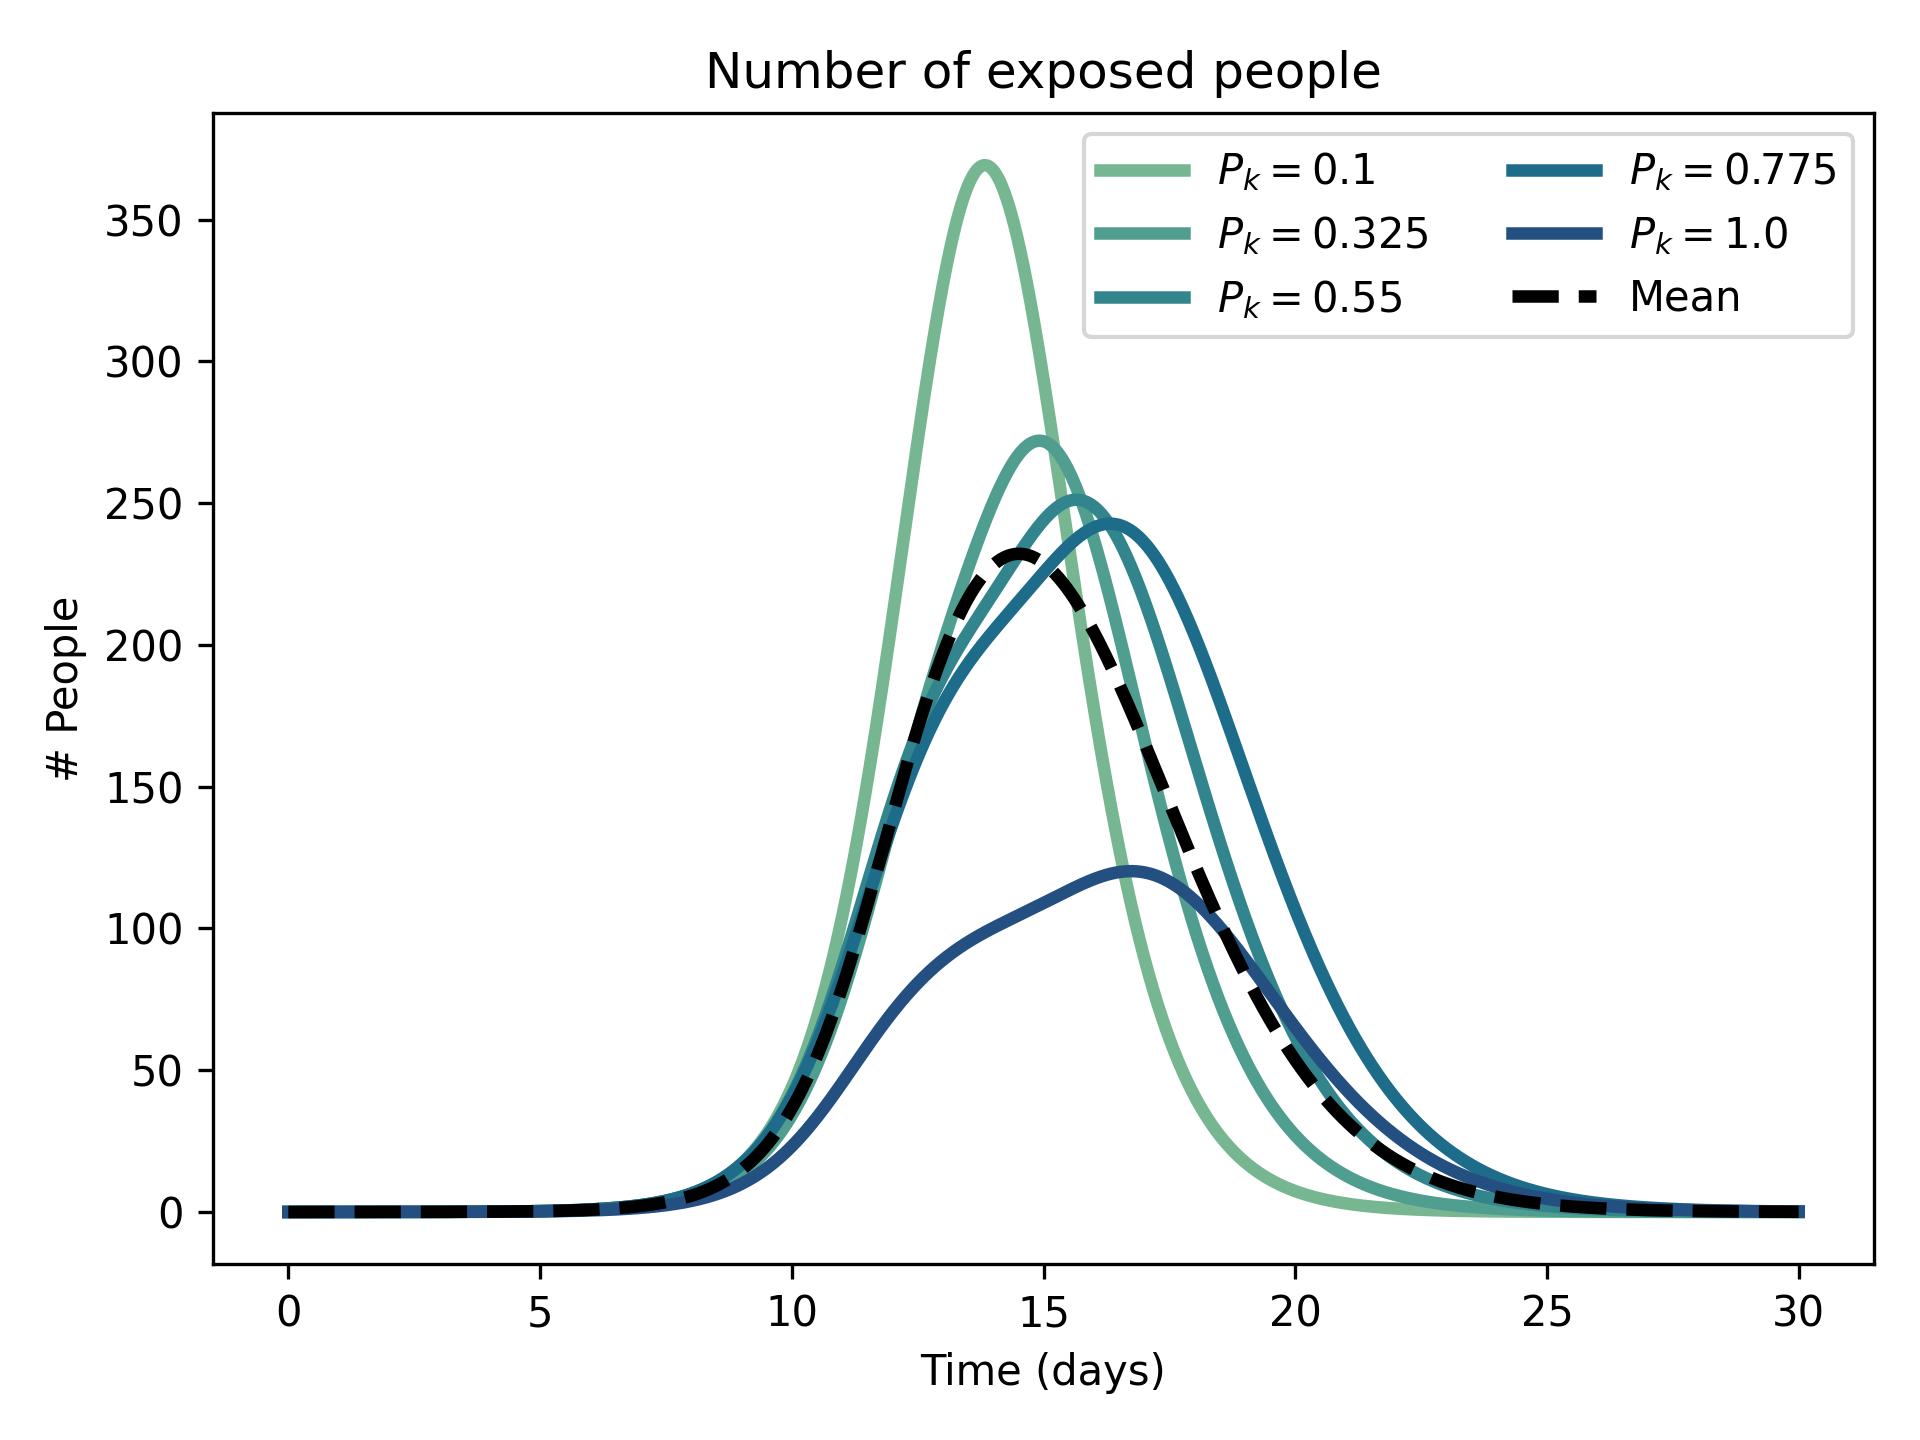 Number of exposed people
P_k = 0.1
P_k = 0.325
P_k = 0.55
P_k = 0.775
P_k = 1.0
Mean
# People
350
300
250
200
150
100
50
0
0 5 10 15 20 25 30
Time (days)